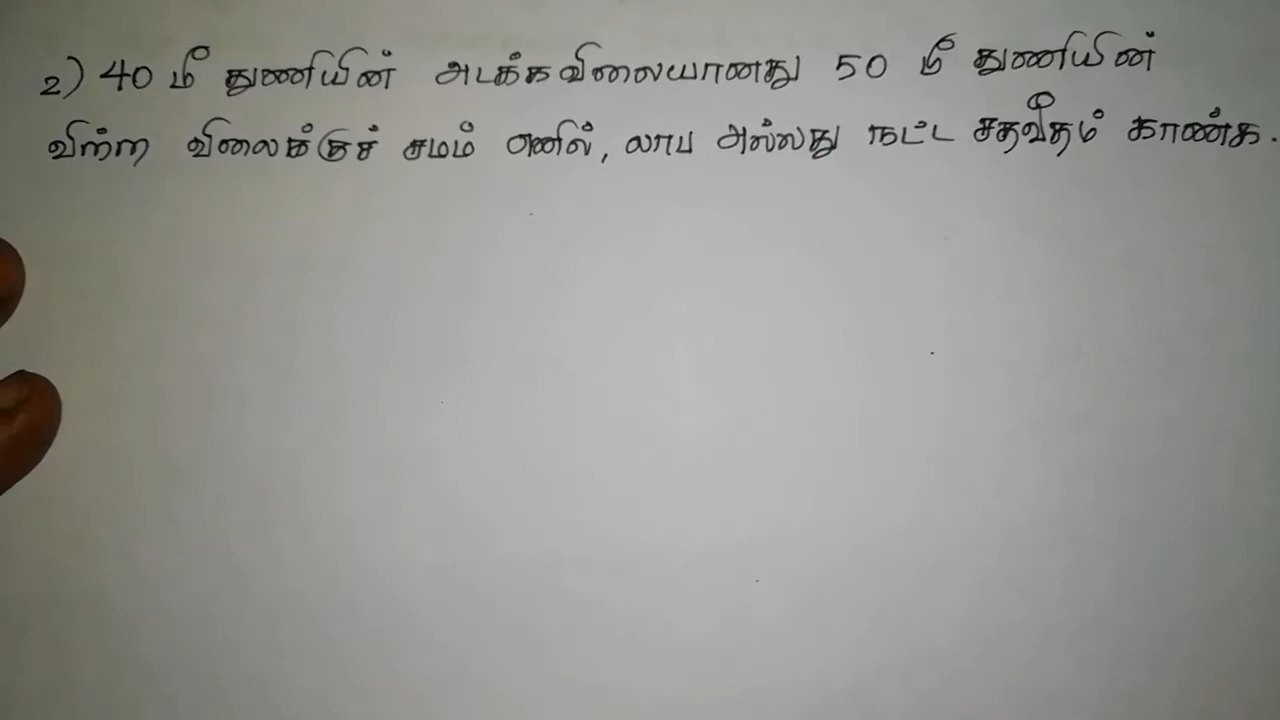 2) 40 மீ துணியின் அடக்கவிலையானது 50 மீ துணியின்
விற்ற விலைக்குச் சமம் எனில், லாப அல்லது நட்ட சதவீதம் காண்க.